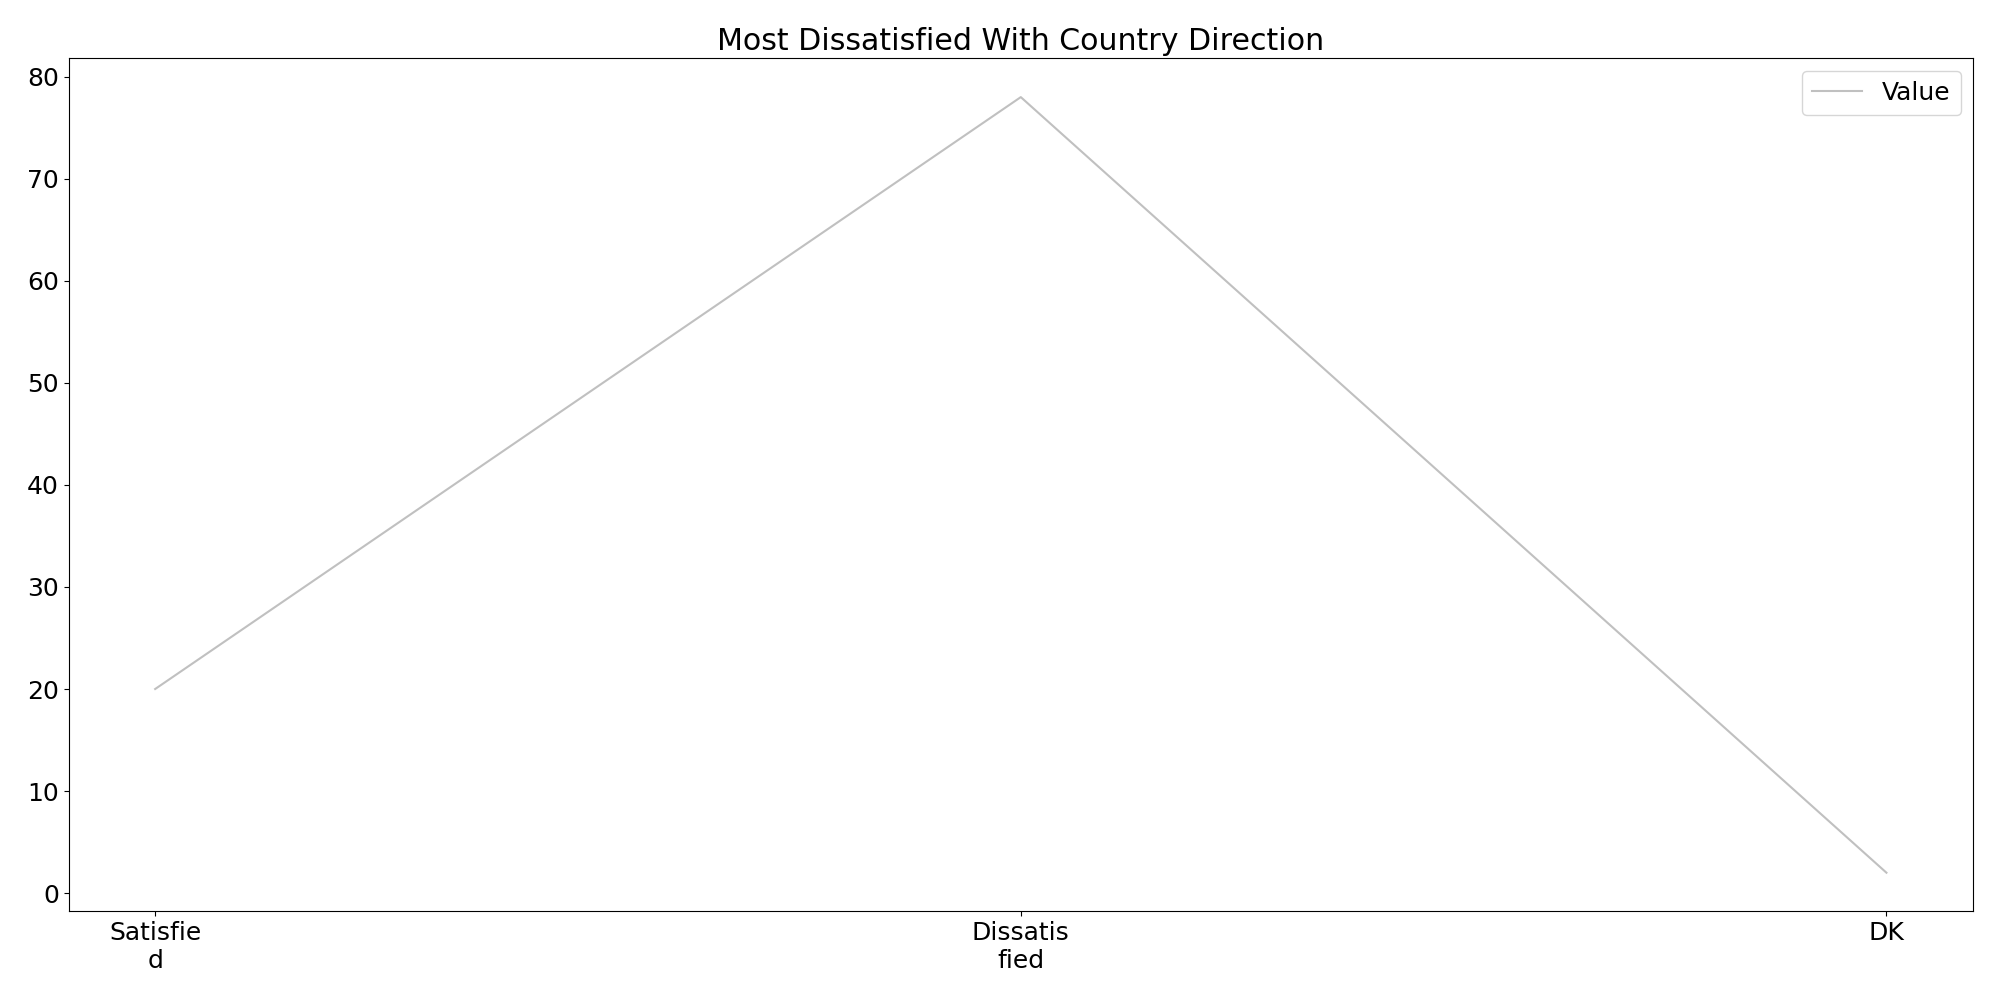 Most Dissatisfied With Country Direction
Value
80
70
60
50
40
30
20
10
0
Satisfie
d
Dissatis
fied
DK